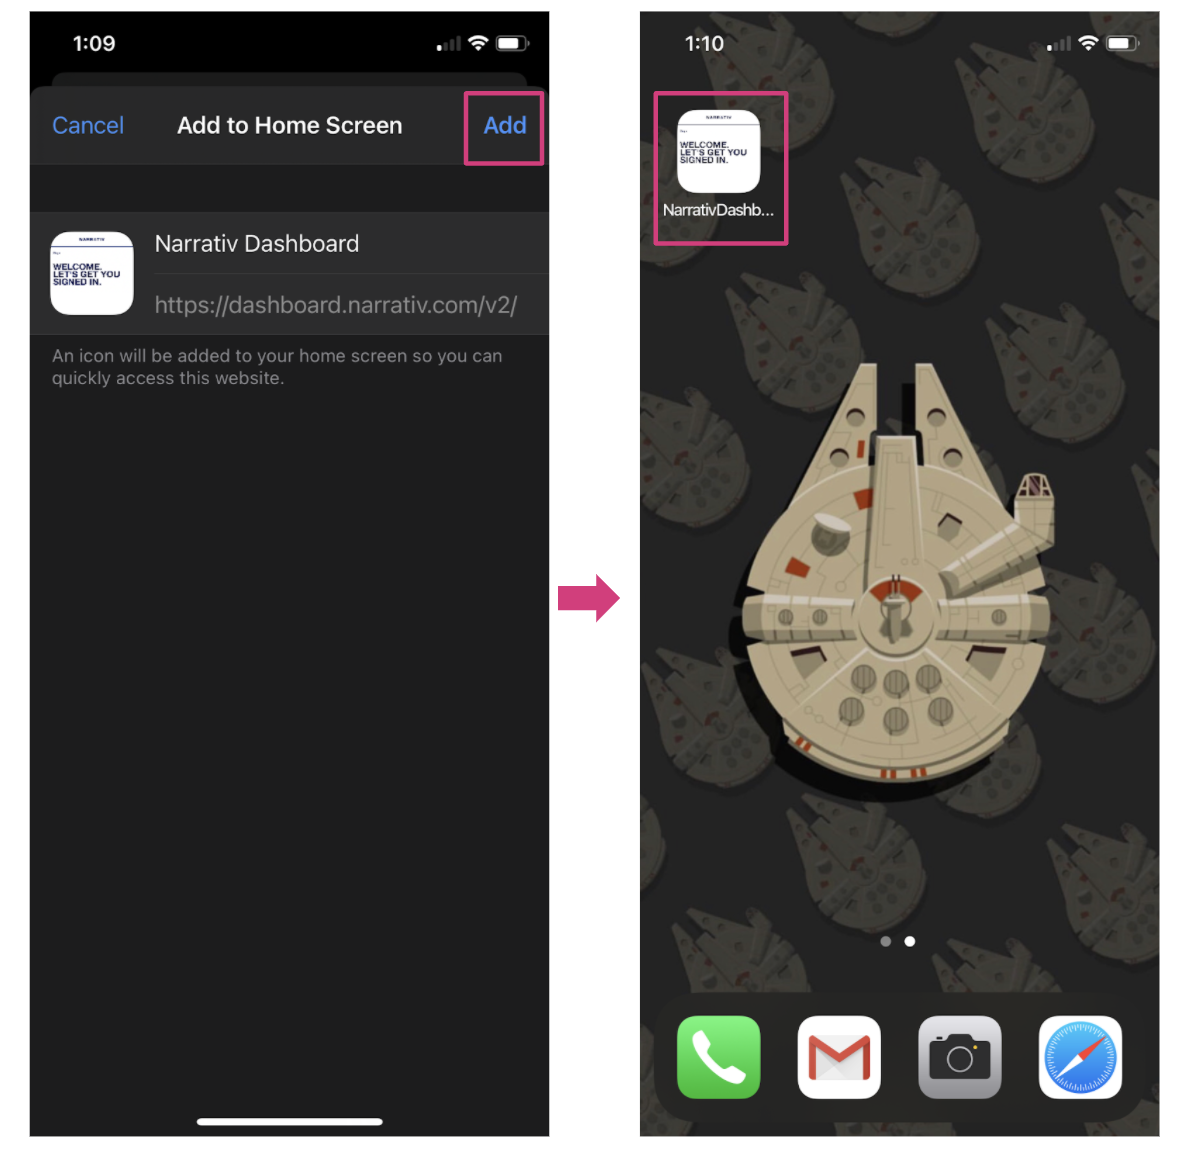 1:09
Cancel
Add to Home Screen
Add
NARRATIV
WELCOME.
LET'S GET YOU
SIGNED IN.
Narrativ Dashboard
https://dashboard.narrativ.com/v2/
An icon will be added to your home screen so you can
quickly access this website.
1:10
NARRATIV
WELCOME.
LET'S GET YOU
SIGNED IN.
NarrativDashb...